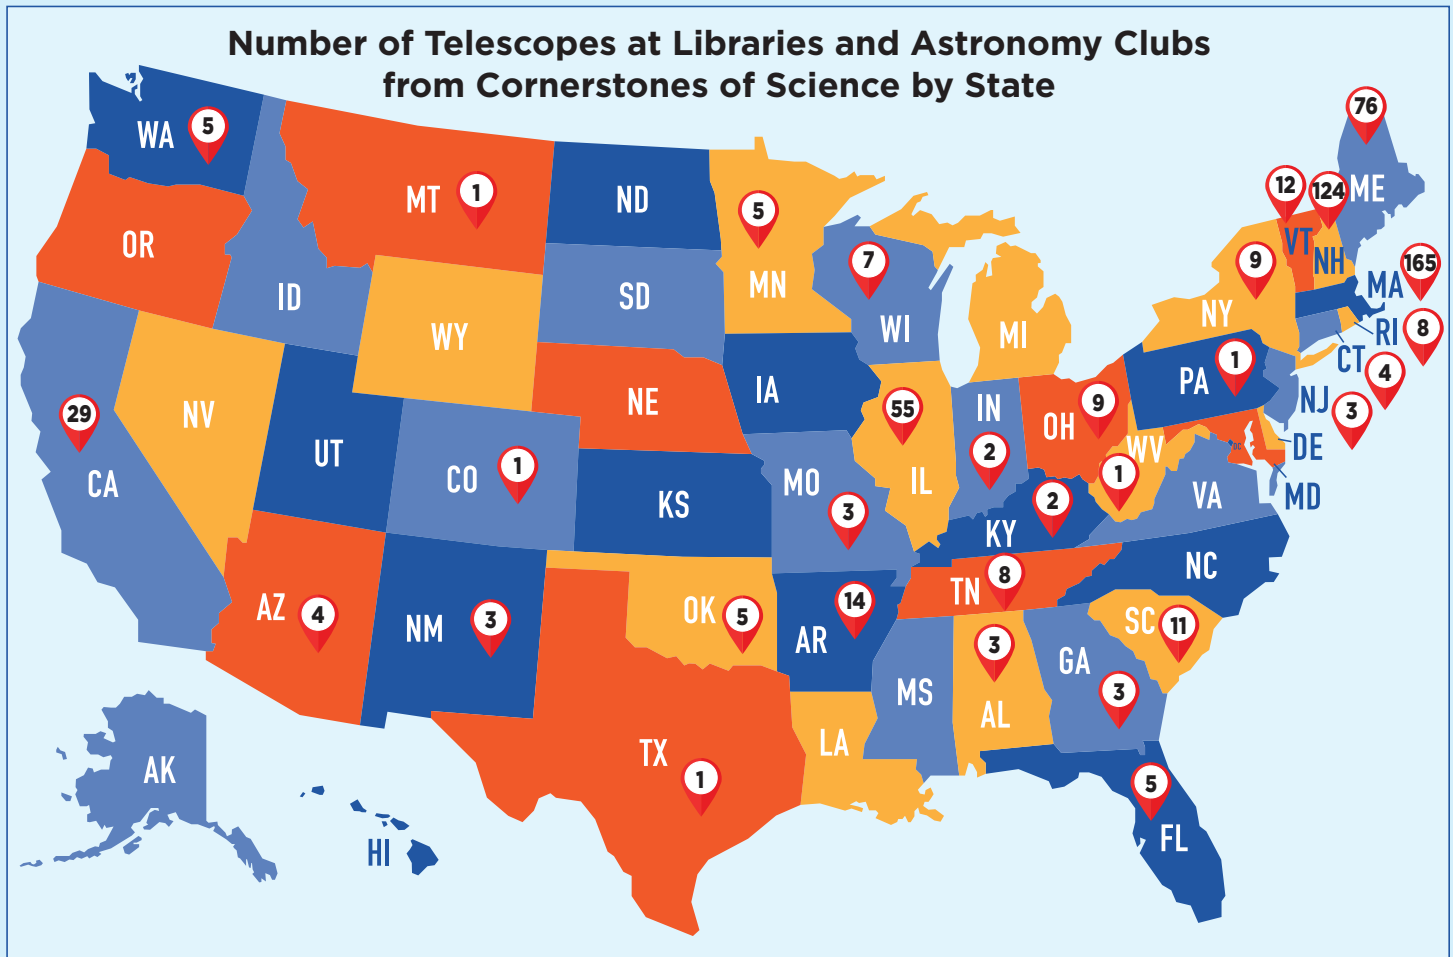 Number of Telescopes at Libraries and Astronomy Clubs
from Cornerstones of Science by State
76
WA 5
12
124
ME
MT 1
ND
5
OR
VT
NH
9
7
165
MA
ID
SD
MN
NY
WI
RI 8
WY
MI
CT
4
PA 1
NE
IA
NJ
3
29
NV
55
IN
OH 9
DE
UT
CO 1
2
WV
DC
CA
KS
MO
IL
1
VA
MD
3
KY 2
NC
AZ 4
NM 3
OK 5
14
TN 8
AR
SC 11
3
GA
MS
AL
3
LA
TX
1
AK
5
FL
HI